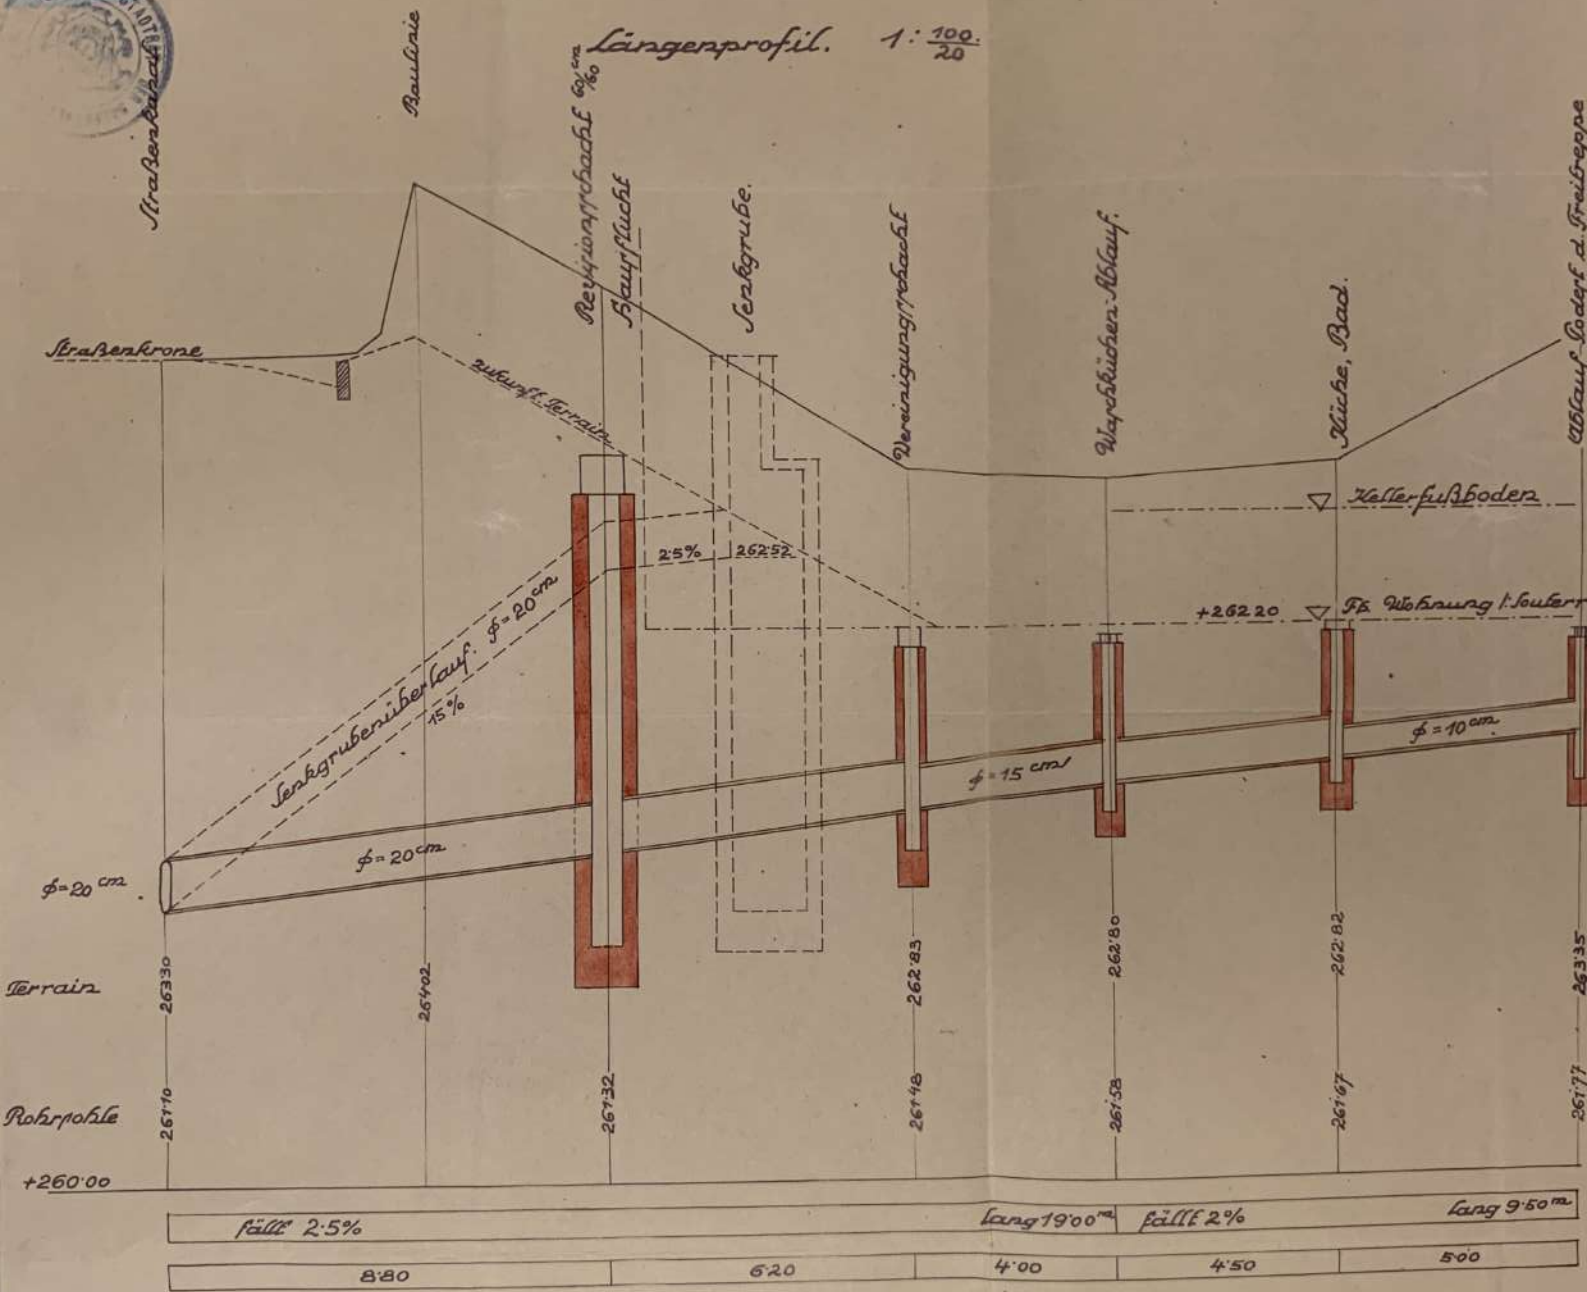 Längenprofil. 1: 100./20
Straßenkanal
Baulinie
Revisionsschacht 60/60 cm
Hausflucht
Senkgrube.
Vereinigungsschacht
Waschküchen-Ablauf.
Küche, Bad.
Ablauf Podest d. Freitreppe
Straßenkrone
zukünft. Terrain
Kellerfußboden
2·5% 262·52
+262·20 Fb. Wohnung i. Souterr
Senkgrubenüberlauf. ϕ=20 cm
15%
ϕ=10 cm
ϕ=15 cm
ϕ=20 cm
ϕ=20 cm
Terrain 263·30 264·02 262·83 262·80 262·82 263·35
Rohrsohle 261·10 261·32 261·48 261·58 261·67 261·77
+260·00
fällt 2·5% lang 19·00 m fällt 2% lang 9·50 m
8·80 6·20 4·00 4·50 5·00